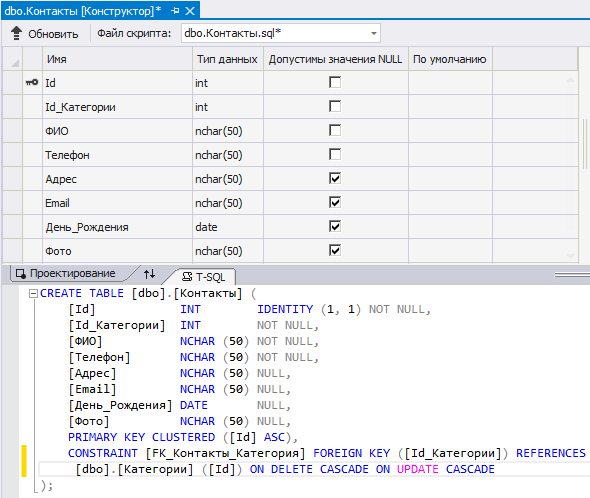 dbo.Контакты [Конструктор]*
Обновить Файл скрипта: dbo.Контакты.sql*
Имя Тип данных Допустимы значения NULL По умолчанию
Id int
Id_Категории int
ФИО nchar(50)
Телефон nchar(50)
Адрес nchar(50)
Email nchar(50)
День_Рождения date
Фото nchar(50)
Проектирование T-SQL
CREATE TABLE [dbo].[Контакты] (
[Id] INT IDENTITY (1, 1) NOT NULL,
[Id_Категории] INT NOT NULL,
[ФИО] NCHAR (50) NOT NULL,
[Телефон] NCHAR (50) NOT NULL,
[Адрес] NCHAR (50) NULL,
[Email] NCHAR (50) NULL,
[День_Рождения] DATE NULL,
[Фото] NCHAR (50) NULL,
PRIMARY KEY CLUSTERED ([Id] ASC),
CONSTRAINT [FK_Контакты_Категория] FOREIGN KEY ([Id_Категории]) REFERENCES
[dbo].[Категории] ([Id]) ON DELETE CASCADE ON UPDATE CASCADE
);